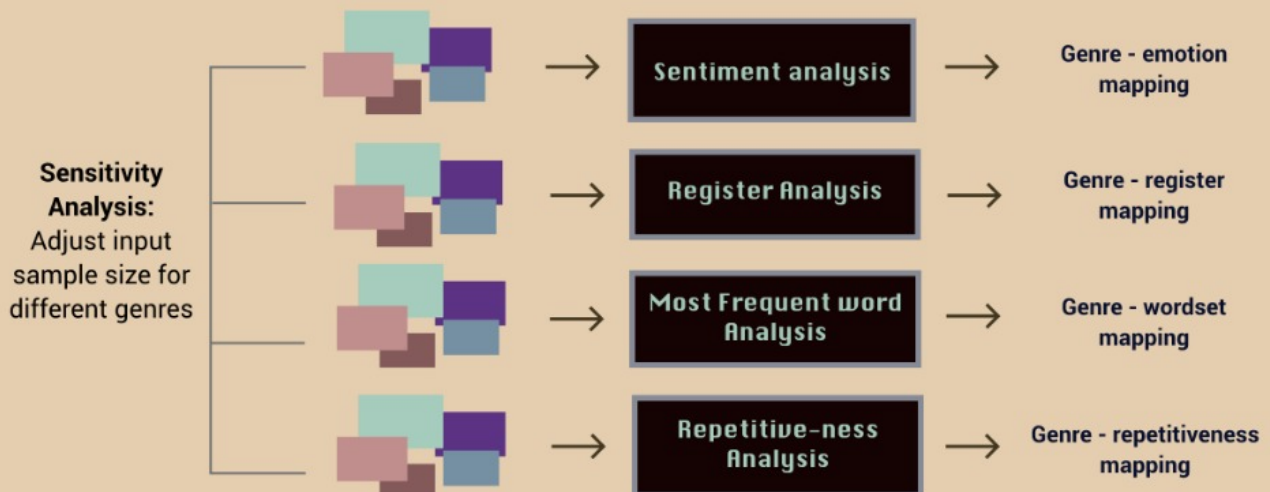 Sensitivity
Analysis:
Adjust input
sample size for
different genres
Sentiment analysis
Genre - emotion
mapping
Register Analysis
Genre - register
mapping
Most Frequent word
Analysis
Genre - wordset
mapping
Repetitive-ness
Analysis
Genre - repetitiveness
mapping